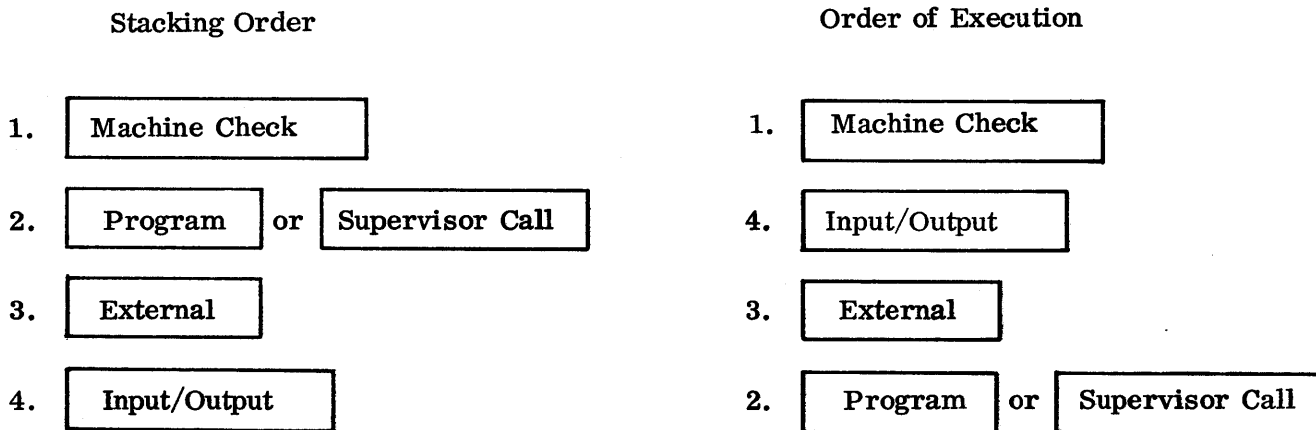 Stacking Order
1. Machine Check
2. Program or Supervisor Call
3. External
4. Input/Output
Order of Execution
1. Machine Check
4. Input/Output
3. External
2. Program or Supervisor Call